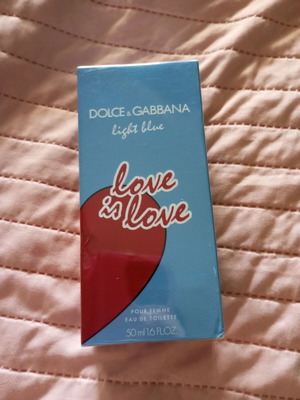 DOLCE & GABBANA
light blue
love
is love
POUR FEMME
EAU DE TOILETTE
50 ml 1.6 FL.OZ.